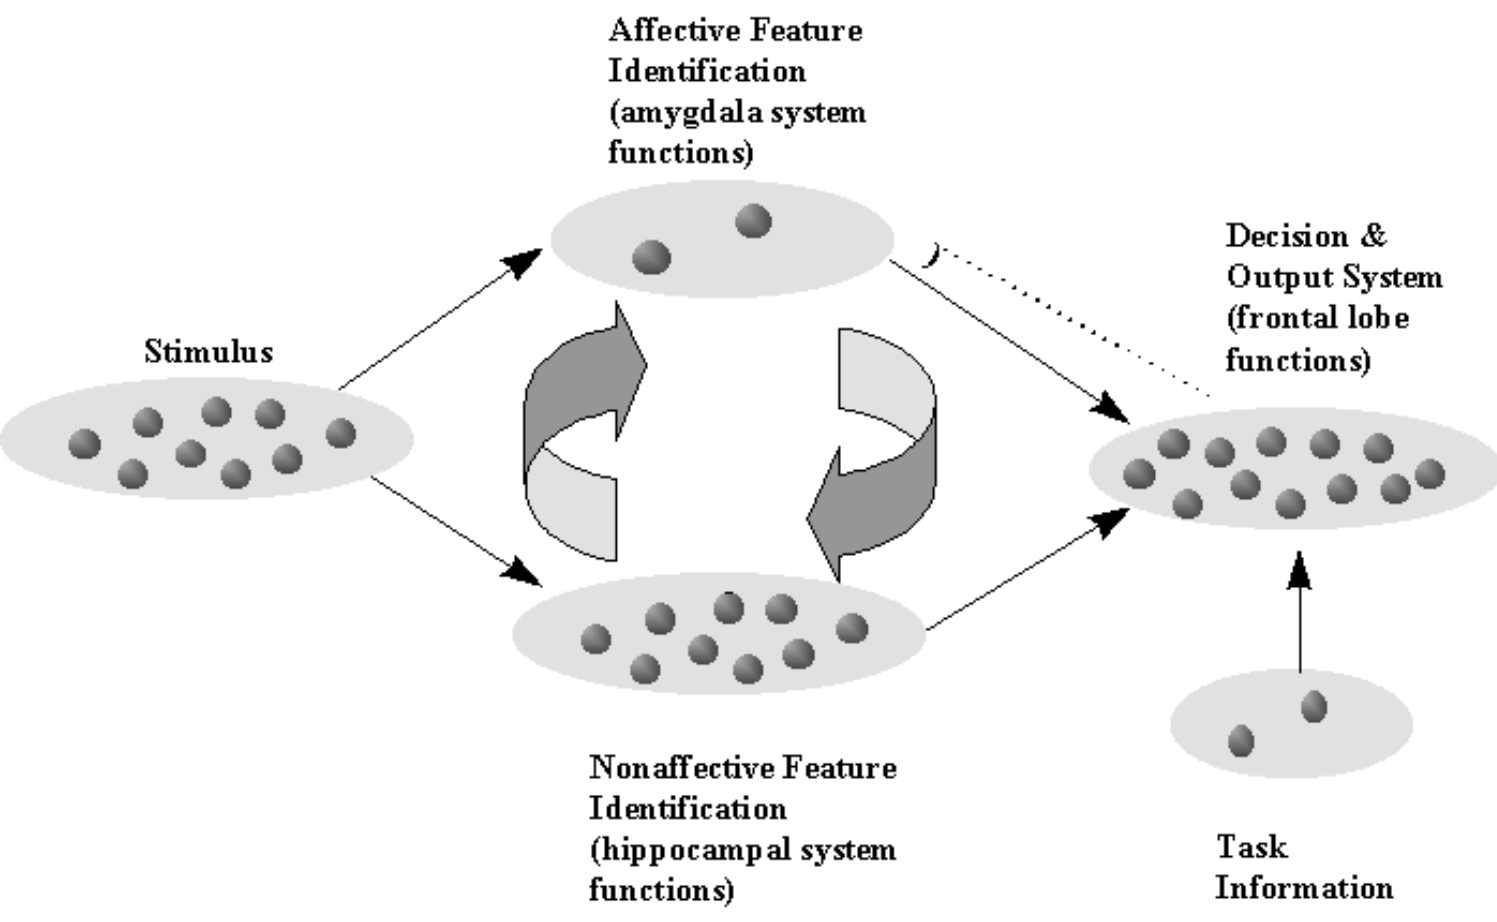 Affective Feature
Identification
(amygdala system
functions)
Decision &
Output System
(frontal lobe
functions)
Stimulus
Nonaffective Feature
Identification
(hippocampal system
functions)
Task
Information